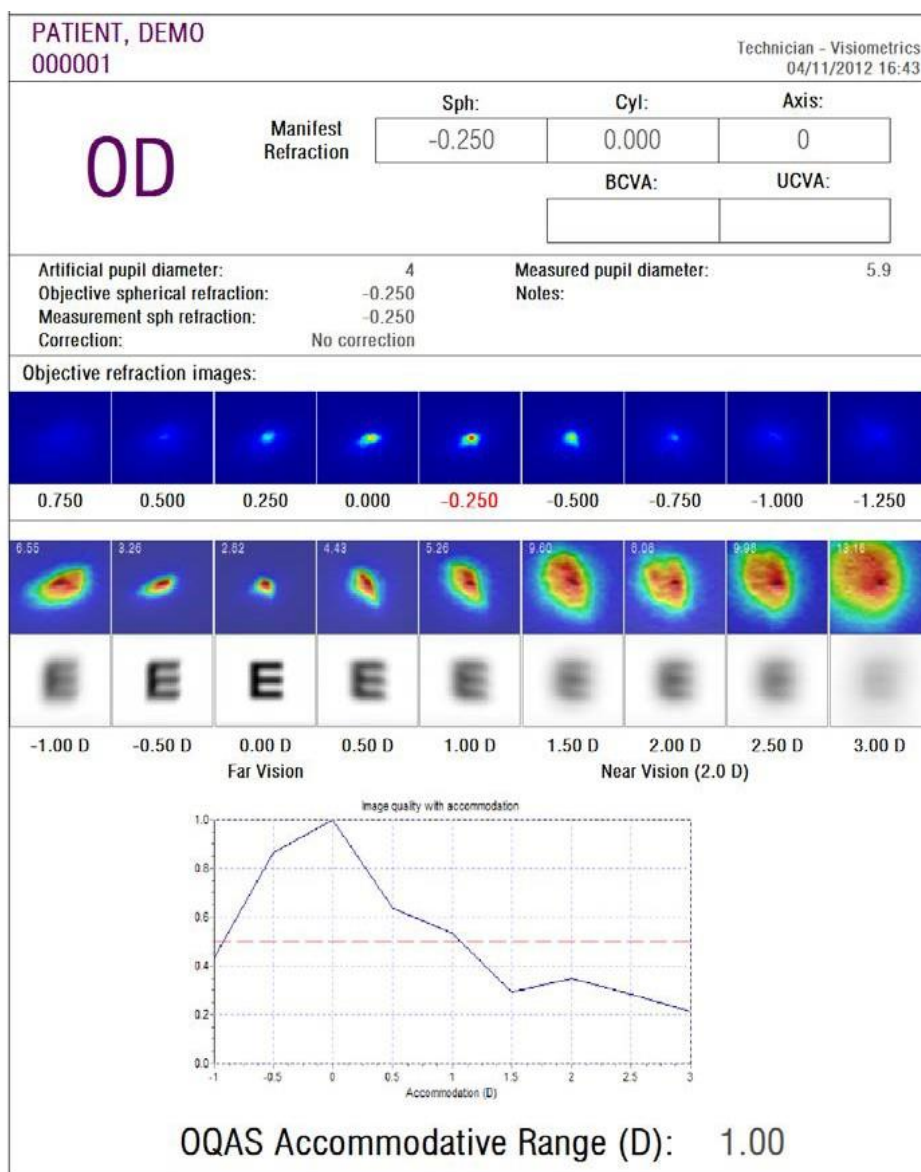 PATIENT, DEMO
000001
Technician - Visiometrics
04/11/2012 16:43
OD
Manifest Refraction
Sph: Cyl: Axis:
-0.250 0.000 0
BCVA: UCVA:
Artificial pupil diameter: 4 Measured pupil diameter: 5.9
Objective spherical refraction: -0.250 Notes:
Measurement sph refraction: -0.250
Correction: No correction
Objective refraction images:
0.750 0.500 0.250 0.000 -0.250 -0.500 -0.750 -1.000 -1.250
6.55 3.26 2.82 4.43 5.26 9.60 8.06 9.98 13.16
E E E E E E E E
-1.00 D -0.50 D 0.00 D 0.50 D 1.00 D 1.50 D 2.00 D 2.50 D 3.00 D
Far Vision Near Vision (2.0 D)
Image quality with accommodation
1.0
0.8
0.6
0.4
0.2
0.0
-1 -0.5 0 0.5 1 1.5 2 2.5 3
Accommodation (D)
OQAS Accommodative Range (D): 1.00